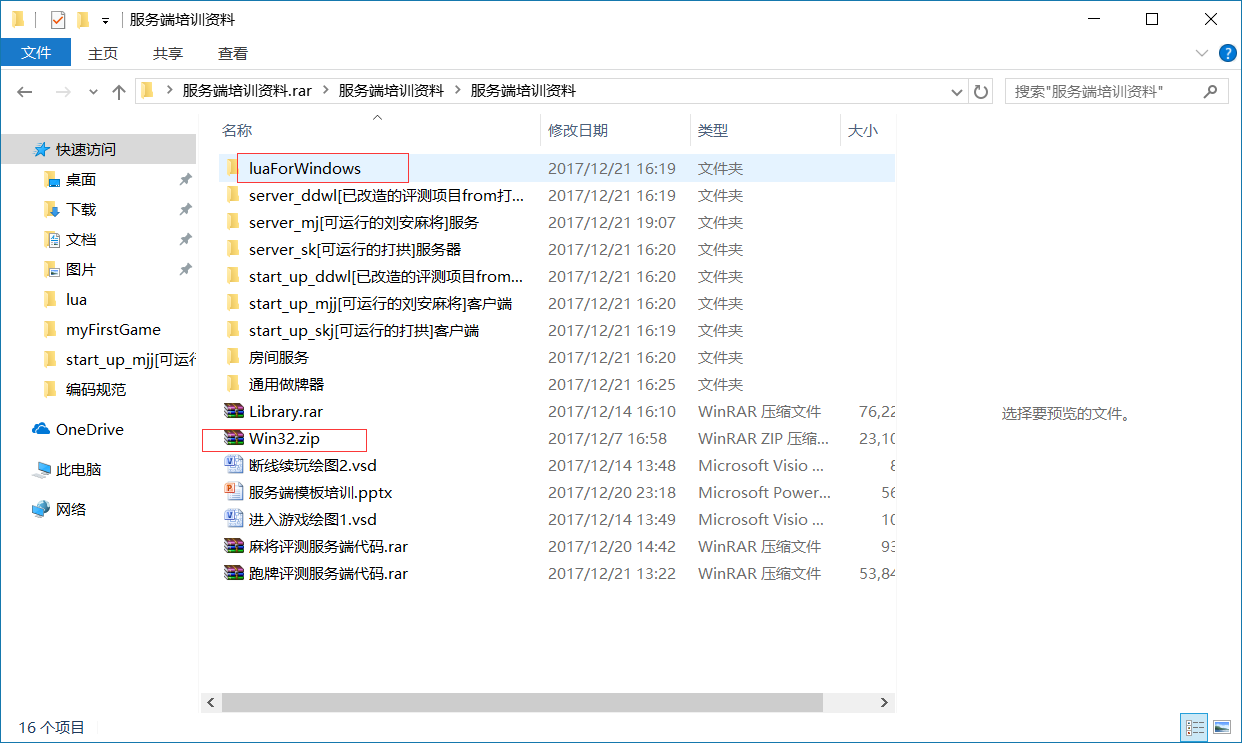 服务端培训资料
文件 主页 共享 查看
服务端培训资料.rar 服务端培训资料 服务端培训资料 搜索"服务端培训资料"
名称 修改日期 类型 大小
快速访问
桌面
下载
文档
图片
lua
myFirstGame
start_up_mjj[可运行
编码规范
OneDrive
此电脑
网络
luaForWindows 2017/12/21 16:19 文件夹
server_ddwl[已改造的评测项目from打... 2017/12/21 16:19 文件夹
server_mj[可运行的刘安麻将]服务 2017/12/21 19:07 文件夹
server_sk[可运行的打拱]服务器 2017/12/21 16:20 文件夹
start_up_ddwl[已改造的评测项目from... 2017/12/21 16:20 文件夹
start_up_mjj[可运行的刘安麻将]客户端 2017/12/21 16:20 文件夹
start_up_skj[可运行的打拱]客户端 2017/12/21 16:19 文件夹
房间服务 2017/12/21 16:20 文件夹
通用做牌器 2017/12/21 16:25 文件夹
Library.rar 2017/12/14 16:10 WinRAR 压缩文件 76,22
Win32.zip 2017/12/7 16:58 WinRAR ZIP 压缩... 23,10
断线续玩绘图2.vsd 2017/12/14 13:48 Microsoft Visio ... 8
服务端模板培训.pptx 2017/12/20 23:18 Microsoft Power... 56
进入游戏绘图1.vsd 2017/12/14 13:49 Microsoft Visio ... 10
麻将评测服务端代码.rar 2017/12/20 14:42 WinRAR 压缩文件 93
跑牌评测服务端代码.rar 2017/12/21 13:22 WinRAR 压缩文件 53,84
选择要预览的文件。
16 个项目